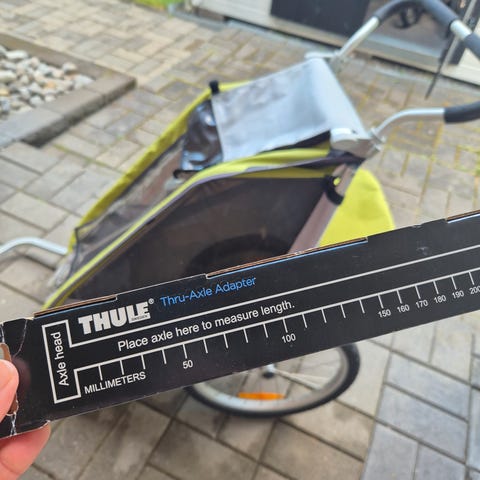 THULE® Thru-Axle Adapter
Place axle here to measure length.
Axle head
MILLIMETERS 50 100 150 160 170 180 190 200